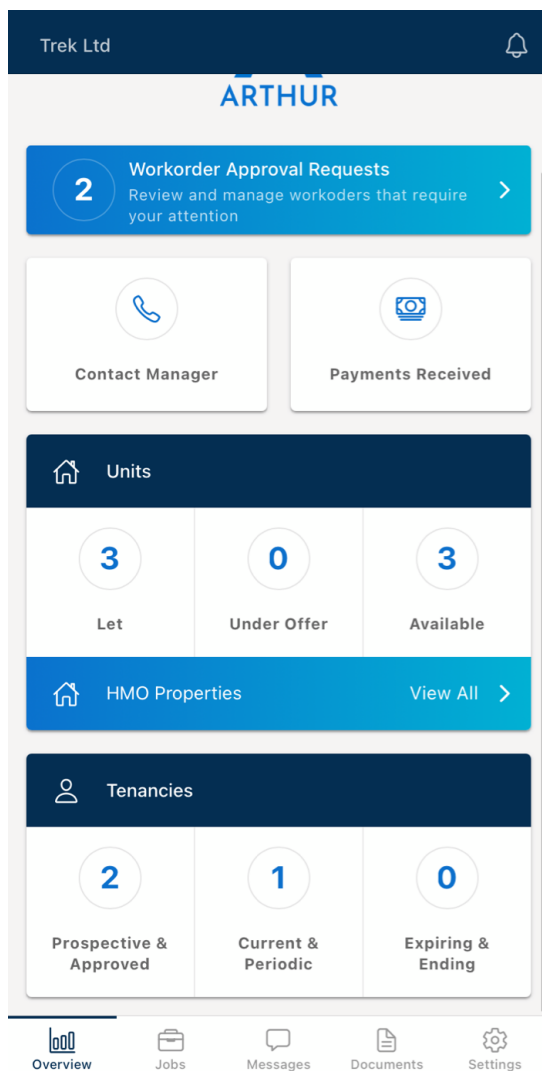 Trek Ltd
ARTHUR
2
Workorder Approval Requests
Review and manage workoders that require
your attention
Contact Manager
Payments Received
Units
3
0
3
Let
Under Offer
Available
HMO Properties
View All
Tenancies
2
1
0
Prospective &
Approved
Current &
Periodic
Expiring &
Ending
Overview
Jobs
Messages
Documents
Settings